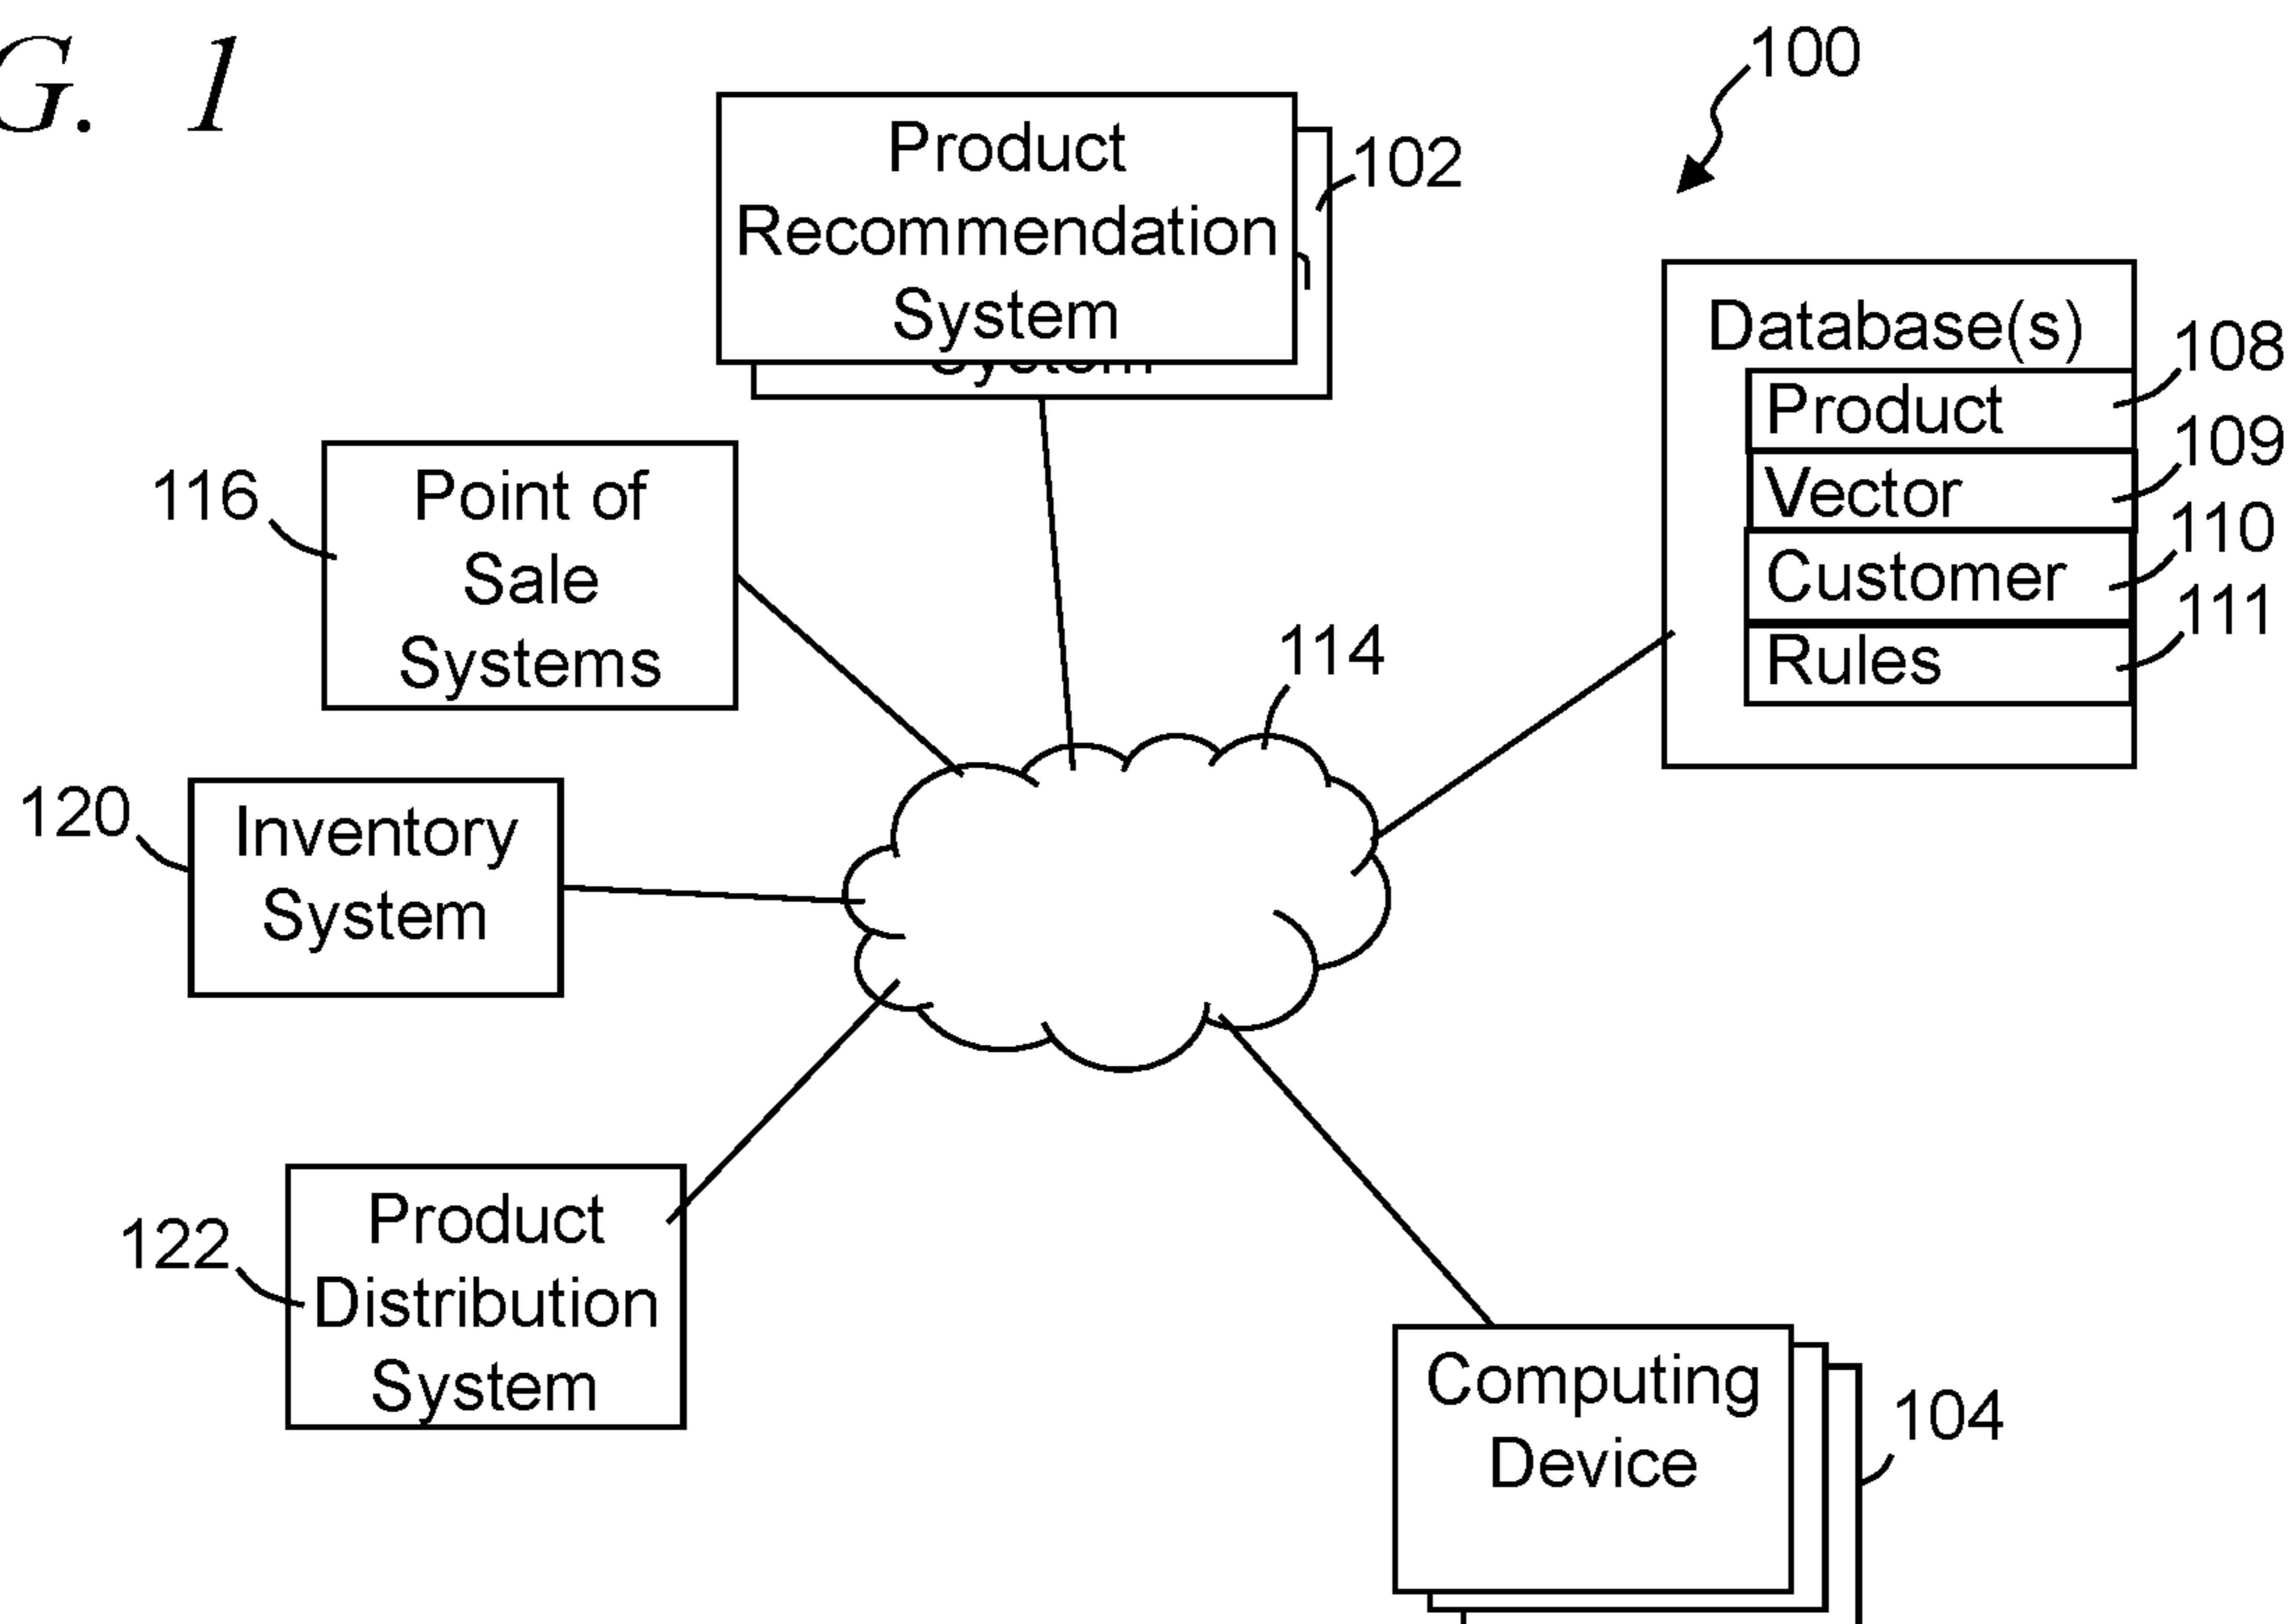 G. 1
100
Product
Recommendation
System
102
Database(s)
Product
Vector
Customer
Rules
108
109
110
111
116
Point of
Sale
Systems
114
120
Inventory
System
122
Product
Distribution
System
Computing
Device
104